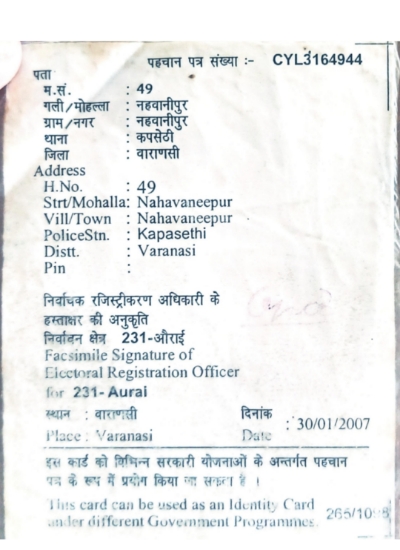 पहचान पत्र संख्या :- CYL3164944
पता
म.सं. : 49
गली/मोहल्ला : नहवानीपुर
ग्राम/नगर : नहवानीपुर
थाना : कपसेठी
जिला : वाराणसी
Address
H.No. : 49
Strt/Mohalla: Nahavaneepur
Vill/Town : Nahavaneepur
PoliceStn. : Kapasethi
Distt. : Varanasi
Pin :
निर्वाचक रजिस्ट्रीकरण अधिकारी के
हस्ताक्षर की अनुकृति
निर्वाचन क्षेत्र 231-औराई
Facsimile Signature of
Electoral Registration Officer
for 231-Aurai
स्थान : वाराणसी दिनांक
Place : Varanasi Date : 30/01/2007
इस कार्ड को विभिन्न सरकारी योजनाओं के अन्तर्गत पहचान
पत्र के रूप में प्रयोग किया जा सकता है ।
This card can be used as an Identity Card
under different Government Programmes.